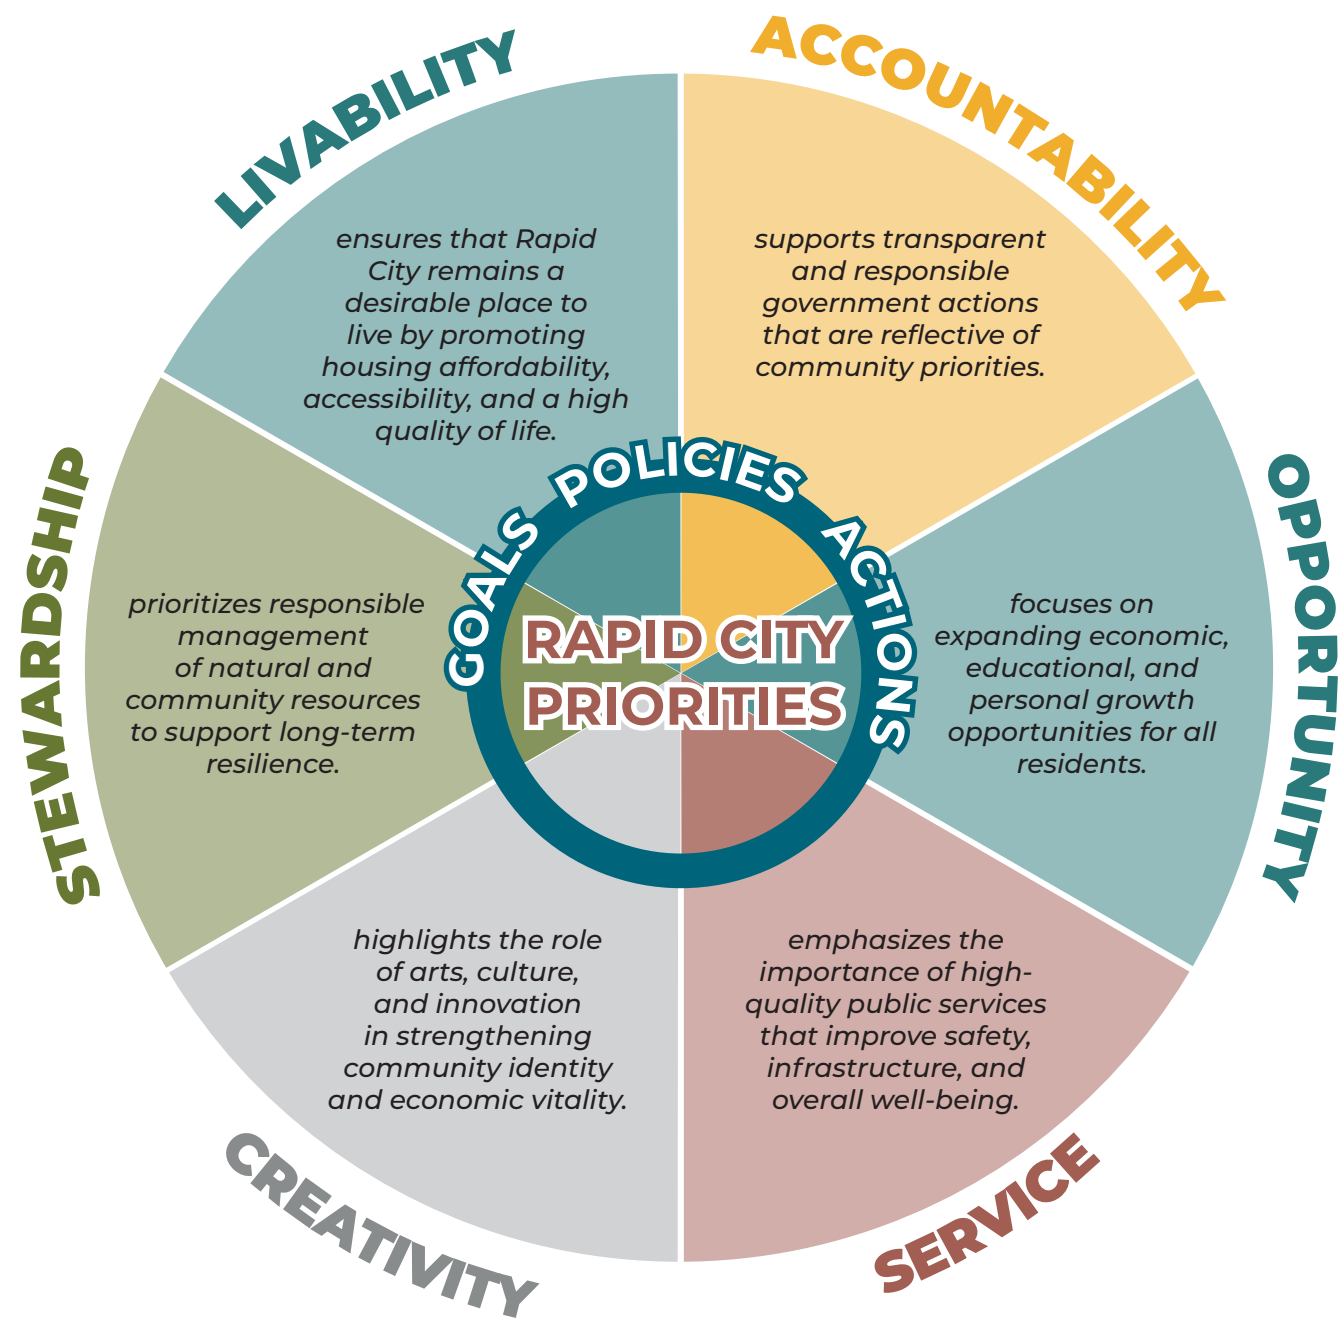 LIVABILITY
ensures that Rapid
City remains a
desirable place to
live by promoting
housing affordability,
accessibility, and a high
quality of life.
ACCOUNTABILITY
supports transparent
and responsible
government actions
that are reflective of
community priorities.
OPPORTUNITY
focuses on
expanding economic,
educational, and
personal growth
opportunities for all
residents.
SERVICE
emphasizes the
importance of high-
quality public services
that improve safety,
infrastructure, and
overall well-being.
CREATIVITY
highlights the role
of arts, culture,
and innovation
in strengthening
community identity
and economic vitality.
STEWARDSHIP
prioritizes responsible
management
of natural and
community resources
to support long-term
resilience.
GOALS POLICIES ACTIONS
RAPID CITY
PRIORITIES